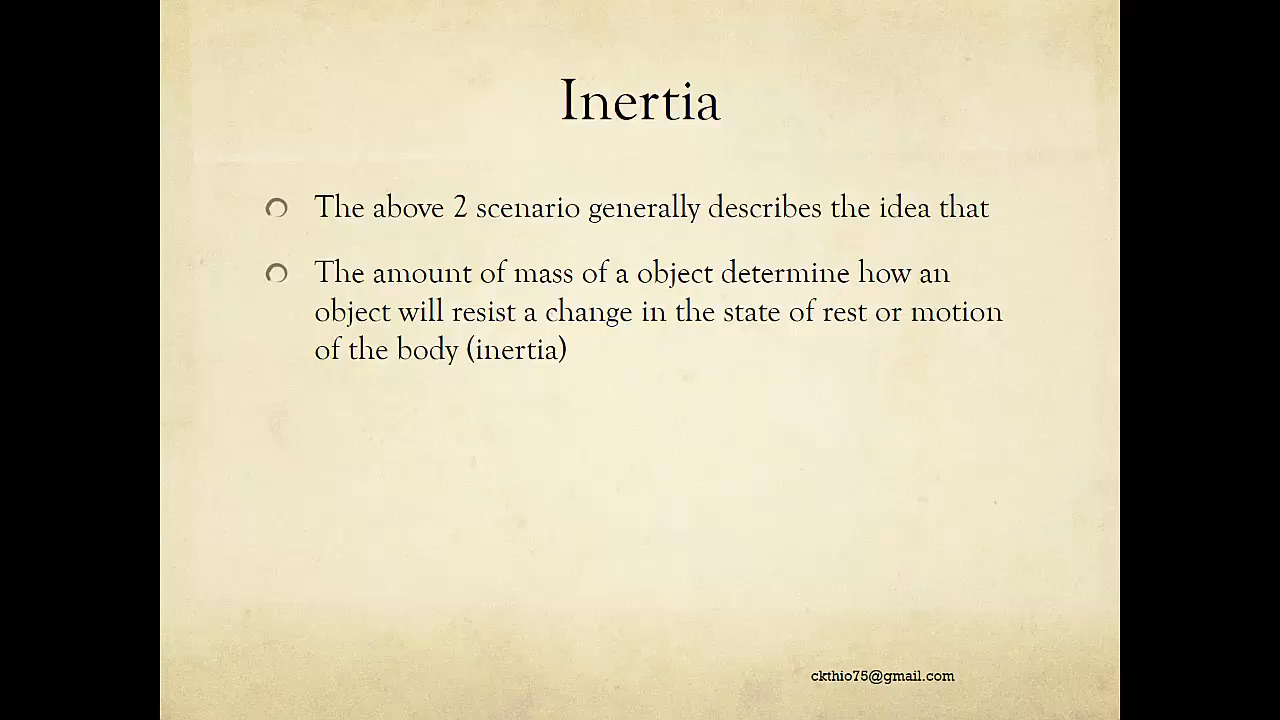 Inertia
The above 2 scenario generally describes the idea that
The amount of mass of a object determine how an
object will resist a change in the state of rest or motion
of the body (inertia)
ckthio75@gmail.com